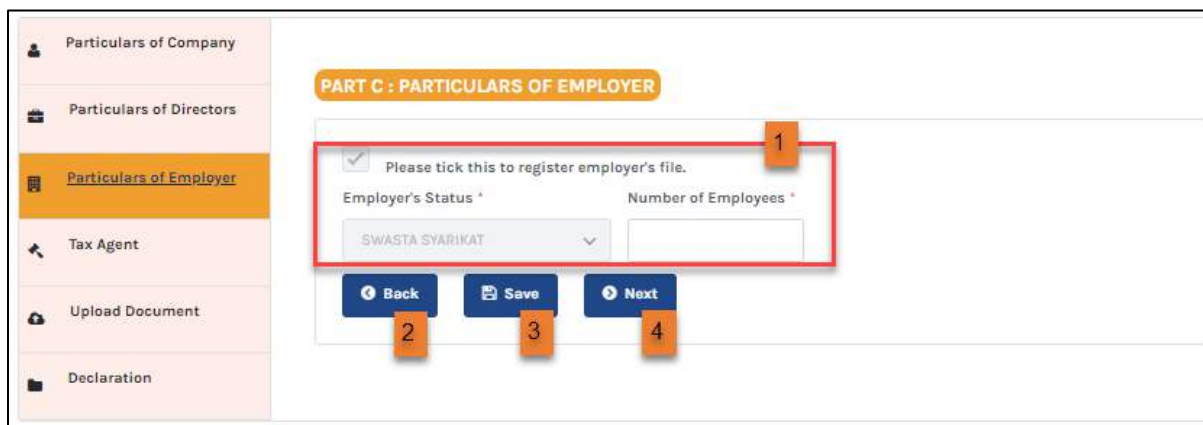 Particulars of Company
Particulars of Directors
Particulars of Employer
Tax Agent
Upload Document
Declaration
PART C : PARTICULARS OF EMPLOYER
1
Please tick this to register employer's file.
Employer's Status * Number of Employees *
SWASTA SYARIKAT
Back Save Next
2 3 4